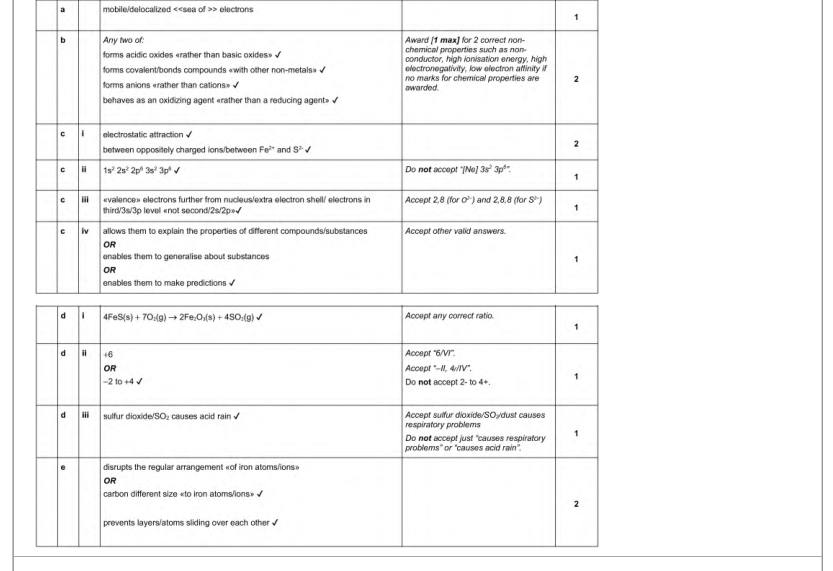 a mobile/delocalized <<sea of >> electrons 1
b Any two of: Award [1 max] for 2 correct non-
forms acidic oxides «rather than basic oxides» ✓ chemical properties such as non-
forms covalent/bonds compounds «with other non-metals» ✓ conductor, high ionisation energy, high
forms anions «rather than cations» ✓ electronegativity, low electron affinity if
behaves as an oxidizing agent «rather than a reducing agent» ✓ no marks for chemical properties are
awarded. 2
c i electrostatic attraction ✓
between oppositely charged ions/between Fe²⁺ and S²⁻ ✓ 2
c ii 1s² 2s² 2p⁶ 3s² 3p⁶ ✓ Do not accept "[Ne] 3s² 3p⁶". 1
c iii «valence» electrons further from nucleus/extra electron shell/ electrons in Accept 2,8 (for O²⁻) and 2,8,8 (for S²⁻)
third/3s/3p level «not second/2s/2p»✓ 1
c iv allows them to explain the properties of different compounds/substances Accept other valid answers.
OR
enables them to generalise about substances 1
OR
enables them to make predictions ✓
d i 4FeS(s) + 7O₂(g) → 2Fe₂O₃(s) + 4SO₂(g) ✓ Accept any correct ratio. 1
d ii +6 Accept "6/VI".
OR Accept "–II, 4//IV".
−2 to +4 ✓ Do not accept 2- to 4+. 1
d iii sulfur dioxide/SO₂ causes acid rain ✓ Accept sulfur dioxide/SO₂/dust causes
respiratory problems
Do not accept just "causes respiratory
problems" or "causes acid rain". 1
e disrupts the regular arrangement «of iron atoms/ions»
OR
carbon different size «to iron atoms/ions» ✓ 2
prevents layers/atoms sliding over each other ✓